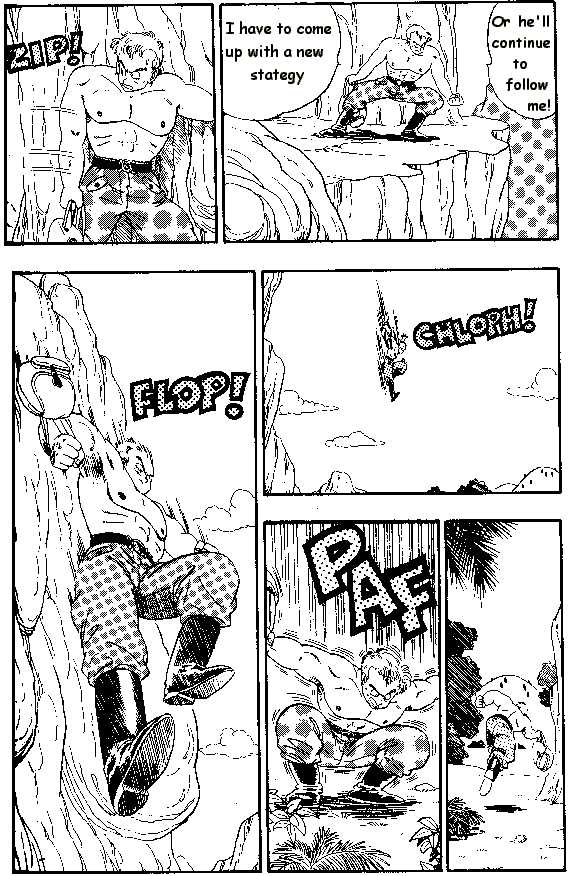 ZIP!
I have to come
up with a new
stategy
Or he'll
continue
to
follow
me!
FLOP!
CHLOPH!
PAF